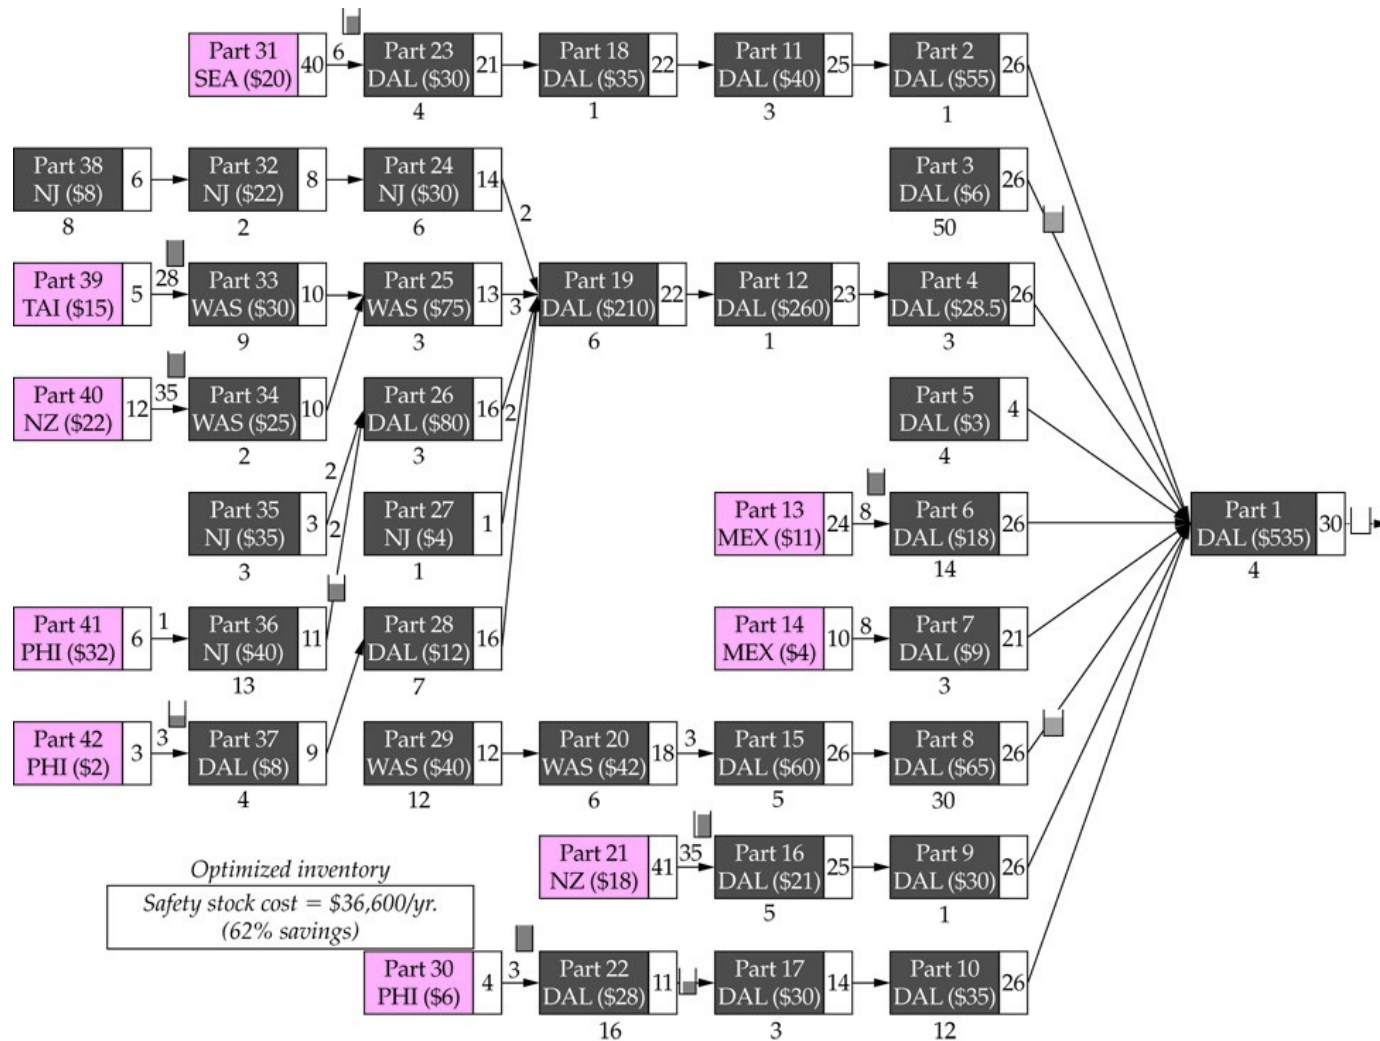 Part 31
SEA ($20)
40
6
Part 23
DAL ($30)
21
4
Part 18
DAL ($35)
22
1
Part 11
DAL ($40)
25
3
Part 2
DAL ($55)
26
1
Part 38
NJ ($8)
6
8
Part 32
NJ ($22)
8
2
Part 24
NJ ($30)
14
6
2
Part 3
DAL ($6)
26
50
Part 39
TAI ($15)
5
28
Part 33
WAS ($30)
10
9
Part 25
WAS ($75)
13
3
3
Part 19
DAL ($210)
22
6
Part 12
DAL ($260)
23
1
Part 4
DAL ($28.5)
26
3
Part 40
NZ ($22)
12
35
Part 34
WAS ($25)
10
2
Part 26
DAL ($80)
16
2
3
Part 5
DAL ($3)
4
4
Part 35
NJ ($35)
3
3
2
2
Part 27
NJ ($4)
1
1
Part 13
MEX ($11)
24
8
Part 6
DAL ($18)
26
14
Part 1
DAL ($535)
30
4
Part 41
PHI ($32)
6
1
Part 36
NJ ($40)
11
13
Part 28
DAL ($12)
16
7
Part 14
MEX ($4)
10
8
Part 7
DAL ($9)
21
3
Part 42
PHI ($2)
3
3
Part 37
DAL ($8)
9
4
Part 29
WAS ($40)
12
12
Part 20
WAS ($42)
18
6
3
Part 15
DAL ($60)
26
5
Part 8
DAL ($65)
26
30
Part 21
NZ ($18)
41
35
Part 16
DAL ($21)
25
5
Part 9
DAL ($30)
26
1
Optimized inventory
Safety stock cost = $36,600/yr.
(62% savings)
Part 30
PHI ($6)
4
3
Part 22
DAL ($28)
11
16
Part 17
DAL ($30)
14
3
Part 10
DAL ($35)
26
12